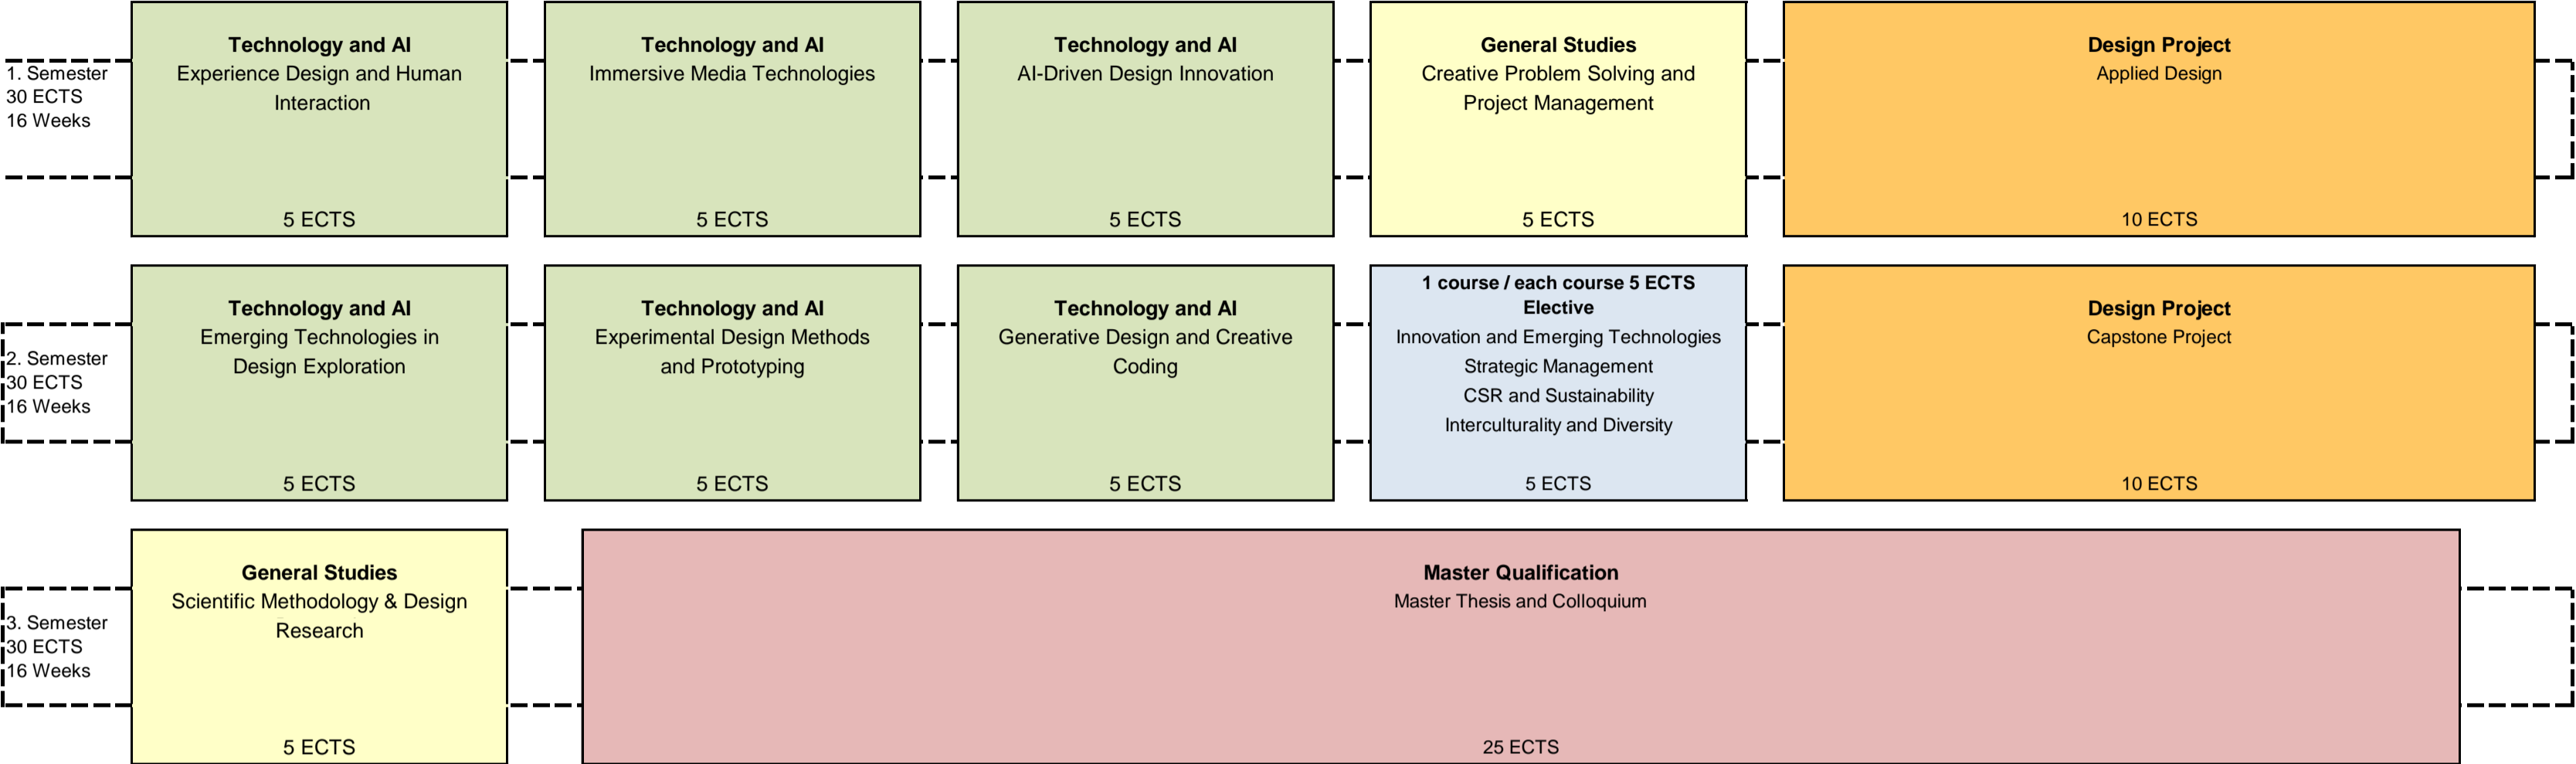 1. Semester
30 ECTS
16 Weeks
Technology and AI
Experience Design and Human
Interaction
5 ECTS
Technology and AI
Immersive Media Technologies
5 ECTS
Technology and AI
AI-Driven Design Innovation
5 ECTS
General Studies
Creative Problem Solving and
Project Management
5 ECTS
Design Project
Applied Design
10 ECTS
2. Semester
30 ECTS
16 Weeks
Technology and AI
Emerging Technologies in
Design Exploration
5 ECTS
Technology and AI
Experimental Design Methods
and Prototyping
5 ECTS
Technology and AI
Generative Design and Creative
Coding
5 ECTS
1 course / each course 5 ECTS
Elective
Innovation and Emerging Technologies
Strategic Management
CSR and Sustainability
Interculturality and Diversity
5 ECTS
Design Project
Capstone Project
10 ECTS
3. Semester
30 ECTS
16 Weeks
General Studies
Scientific Methodology & Design
Research
5 ECTS
Master Qualification
Master Thesis and Colloquium
25 ECTS